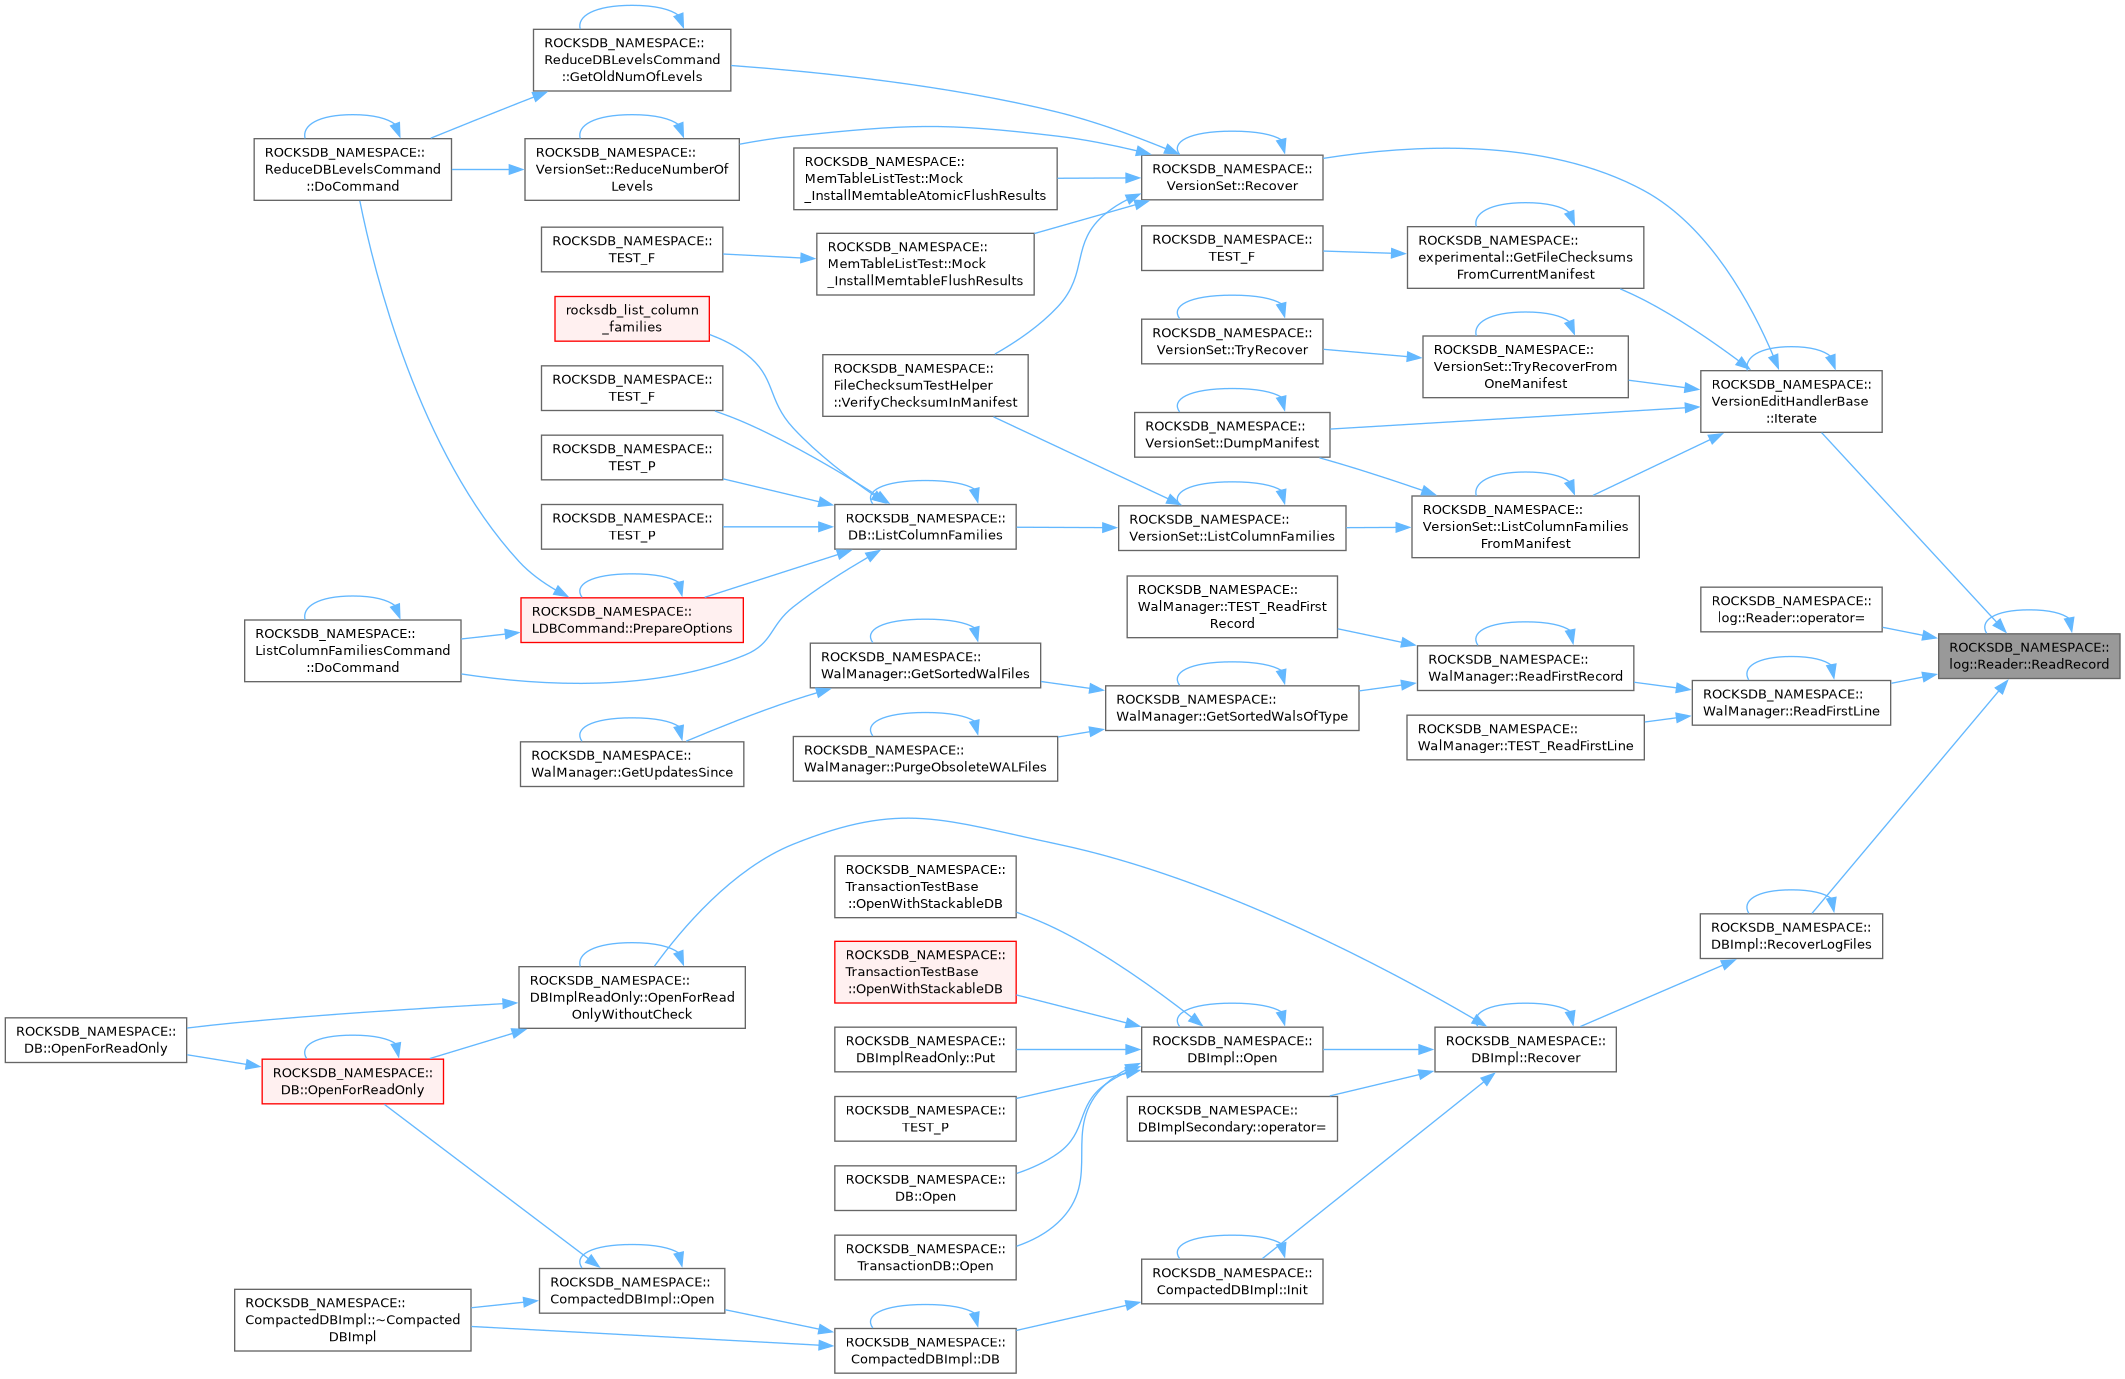 ROCKSDB_NAMESPACE::
ReduceDBLevelsCommand
::GetOldNumOfLevels
ROCKSDB_NAMESPACE::
ReduceDBLevelsCommand
::DoCommand
ROCKSDB_NAMESPACE::
VersionSet::ReduceNumberOf
Levels
ROCKSDB_NAMESPACE::
MemTableListTest::Mock
_InstallMemtableAtomicFlushResults
ROCKSDB_NAMESPACE::
VersionSet::Recover
ROCKSDB_NAMESPACE::
TEST_F
ROCKSDB_NAMESPACE::
MemTableListTest::Mock
_InstallMemtableFlushResults
ROCKSDB_NAMESPACE::
TEST_F
ROCKSDB_NAMESPACE::
experimental::GetFileChecksums
FromCurrentManifest
rocksdb_list_column
_families
ROCKSDB_NAMESPACE::
VersionSet::TryRecover
ROCKSDB_NAMESPACE::
VersionSet::TryRecoverFrom
OneManifest
ROCKSDB_NAMESPACE::
TEST_F
ROCKSDB_NAMESPACE::
FileChecksumTestHelper
::VerifyChecksumInManifest
ROCKSDB_NAMESPACE::
VersionEditHandlerBase
::Iterate
ROCKSDB_NAMESPACE::
TEST_P
ROCKSDB_NAMESPACE::
VersionSet::DumpManifest
ROCKSDB_NAMESPACE::
TEST_P
ROCKSDB_NAMESPACE::
DB::ListColumnFamilies
ROCKSDB_NAMESPACE::
VersionSet::ListColumnFamilies
ROCKSDB_NAMESPACE::
VersionSet::ListColumnFamilies
FromManifest
ROCKSDB_NAMESPACE::
ListColumnFamiliesCommand
::DoCommand
ROCKSDB_NAMESPACE::
LDBCommand::PrepareOptions
ROCKSDB_NAMESPACE::
WalManager::TEST_ReadFirst
Record
ROCKSDB_NAMESPACE::
log::Reader::operator=
ROCKSDB_NAMESPACE::
log::Reader::ReadRecord
ROCKSDB_NAMESPACE::
WalManager::GetSortedWalFiles
ROCKSDB_NAMESPACE::
WalManager::ReadFirstRecord
ROCKSDB_NAMESPACE::
WalManager::GetSortedWalsOfType
ROCKSDB_NAMESPACE::
WalManager::ReadFirstLine
ROCKSDB_NAMESPACE::
WalManager::GetUpdatesSince
ROCKSDB_NAMESPACE::
WalManager::PurgeObsoleteWALFiles
ROCKSDB_NAMESPACE::
WalManager::TEST_ReadFirstLine
ROCKSDB_NAMESPACE::
TransactionTestBase
::OpenWithStackableDB
ROCKSDB_NAMESPACE::
DBImpl::RecoverLogFiles
ROCKSDB_NAMESPACE::
TransactionTestBase
::OpenWithStackableDB
ROCKSDB_NAMESPACE::
DBImplReadOnly::OpenForRead
OnlyWithoutCheck
ROCKSDB_NAMESPACE::
DB::OpenForReadOnly
ROCKSDB_NAMESPACE::
DB::OpenForReadOnly
ROCKSDB_NAMESPACE::
DBImplReadOnly::Put
ROCKSDB_NAMESPACE::
DBImpl::Open
ROCKSDB_NAMESPACE::
DBImpl::Recover
ROCKSDB_NAMESPACE::
TEST_P
ROCKSDB_NAMESPACE::
DBImplSecondary::operator=
ROCKSDB_NAMESPACE::
DB::Open
ROCKSDB_NAMESPACE::
TransactionDB::Open
ROCKSDB_NAMESPACE::
CompactedDBImpl::Init
ROCKSDB_NAMESPACE::
CompactedDBImpl::Open
ROCKSDB_NAMESPACE::
CompactedDBImpl::~Compacted
DBImpl
ROCKSDB_NAMESPACE::
CompactedDBImpl::DB